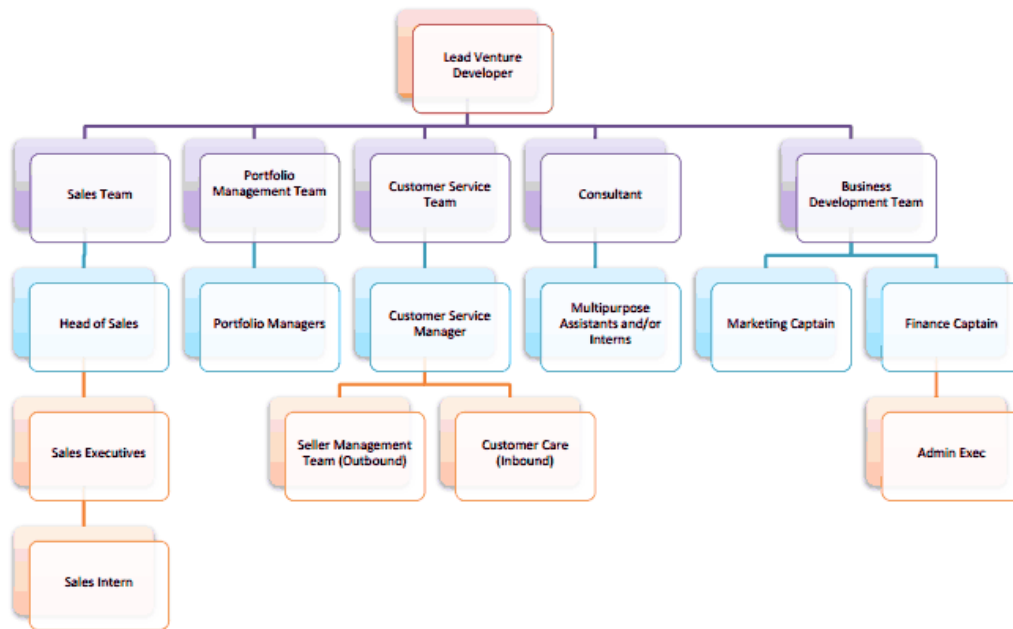 Lead Venture
Developer
Sales Team
Portfolio
Management Team
Customer Service
Team
Consultant
Business
Development Team
Head of Sales
Portfolio Managers
Customer Service
Manager
Multipurpose
Assistants and/or
Interns
Marketing Captain
Finance Captain
Sales Executives
Seller Management
Team (Outbound)
Customer Care
(Inbound)
Admin Exec
Sales Intern